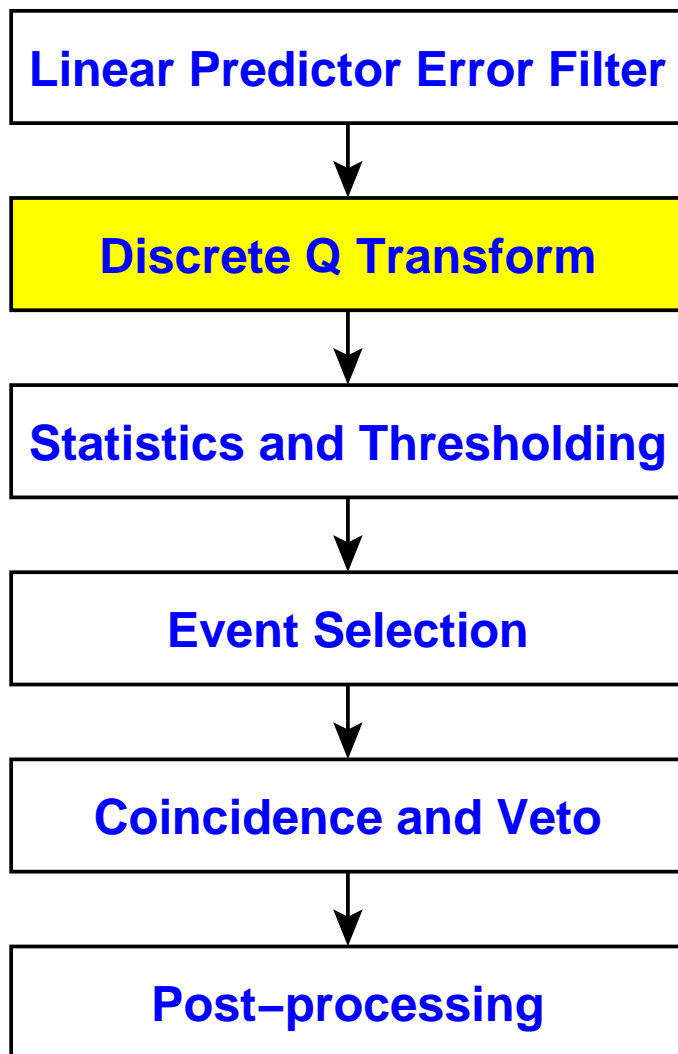 Linear Predictor Error Filter
Discrete Q Transform
Statistics and Thresholding
Event Selection
Coincidence and Veto
Post−processing